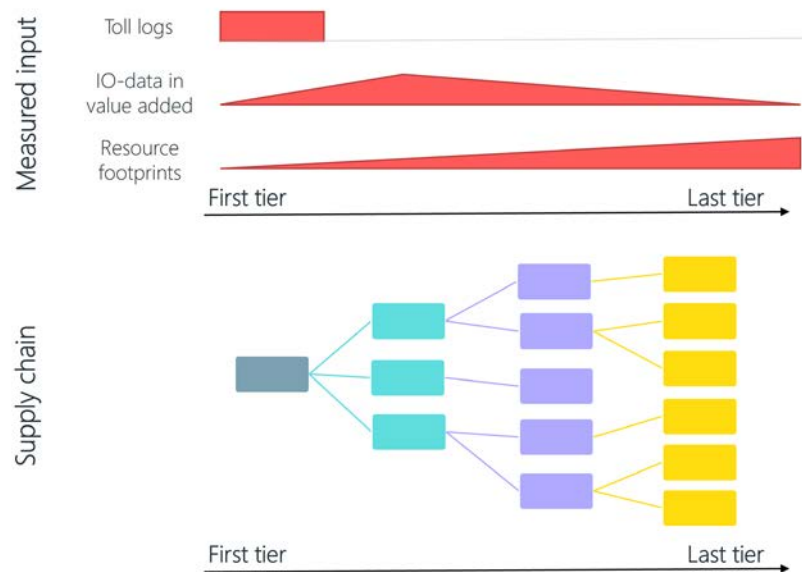 Measured input
Toll logs
IO-data in
value added
Resource
footprints
First tier
Last tier
Supply chain
First tier
Last tier